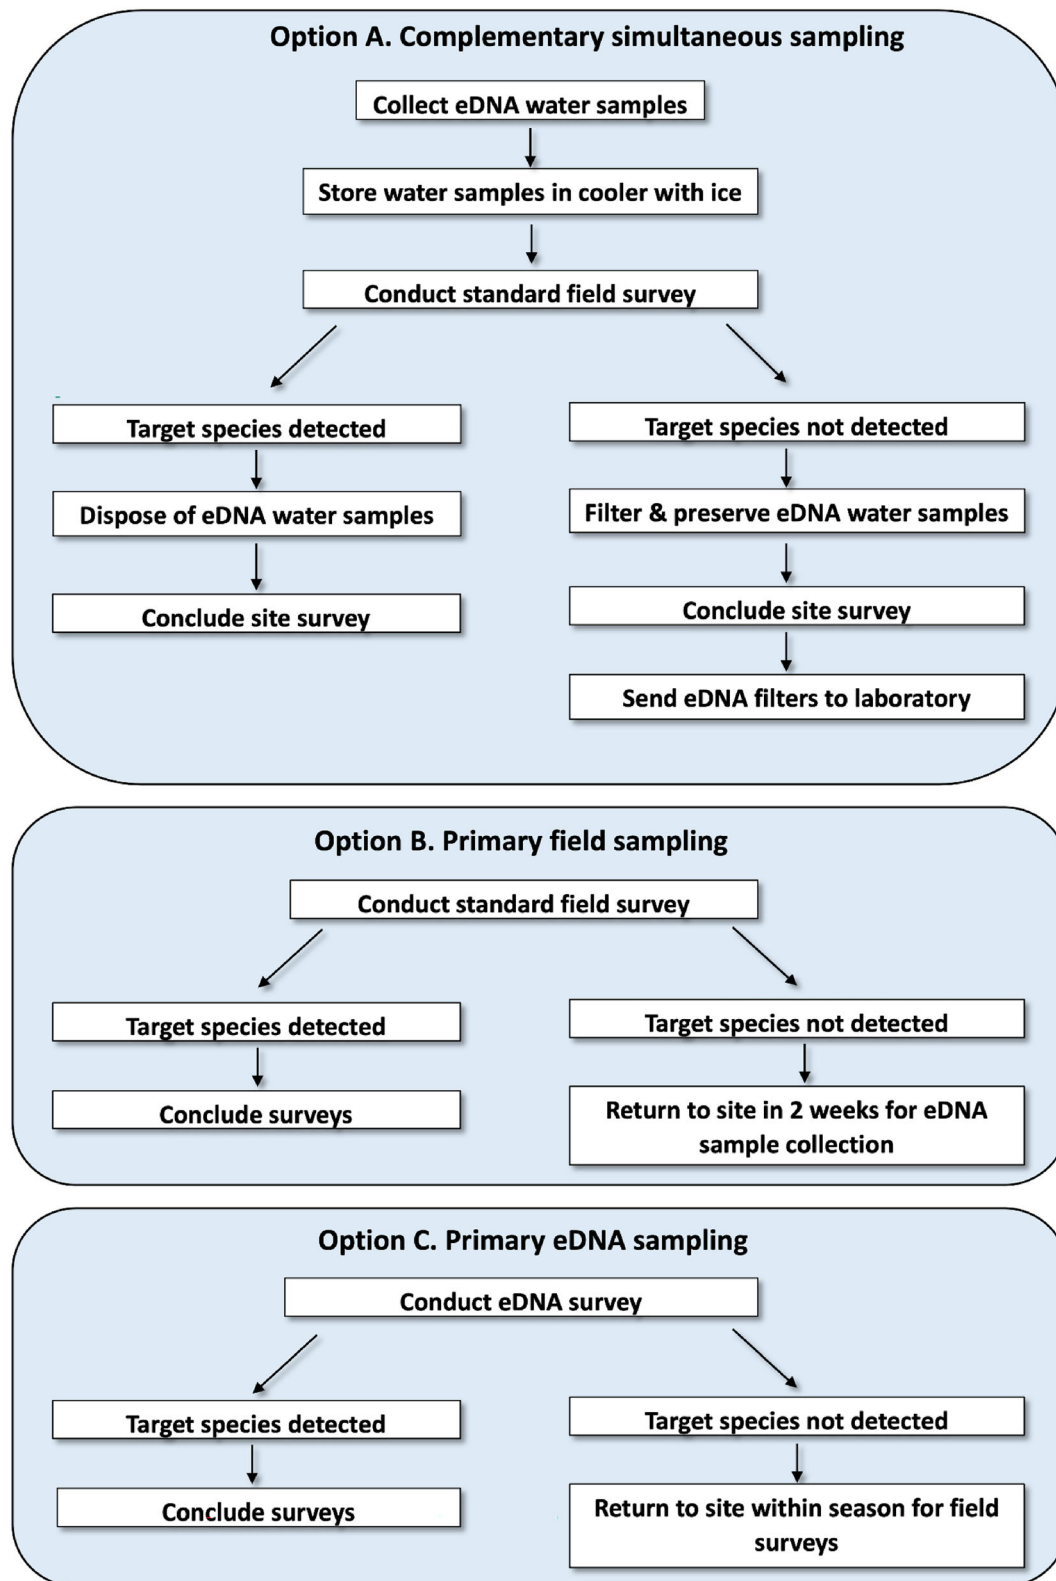 Option A. Complementary simultaneous sampling
Collect eDNA water samples
Store water samples in cooler with ice
Conduct standard field survey
Target species detected
Target species not detected
Dispose of eDNA water samples
Filter & preserve eDNA water samples
Conclude site survey
Conclude site survey
Send eDNA filters to laboratory
Option B. Primary field sampling
Conduct standard field survey
Target species detected
Target species not detected
Conclude surveys
Return to site in 2 weeks for eDNA
sample collection
Option C. Primary eDNA sampling
Conduct eDNA survey
Target species detected
Target species not detected
Conclude surveys
Return to site within season for field
surveys